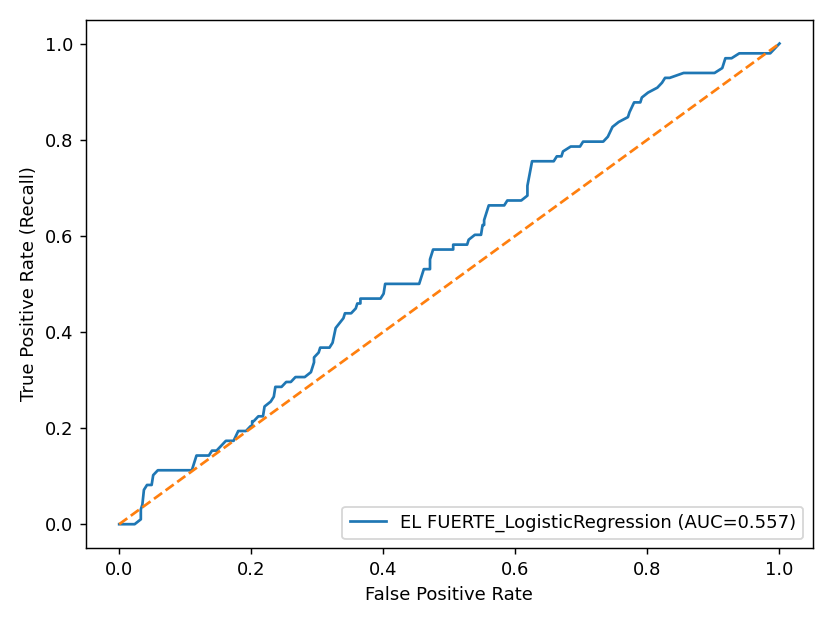 1.0
0.8
0.6
0.4
0.2
0.0
True Positive Rate (Recall)
EL FUERTE_LogisticRegression (AUC=0.557)
0.0 0.2 0.4 0.6 0.8 1.0
False Positive Rate